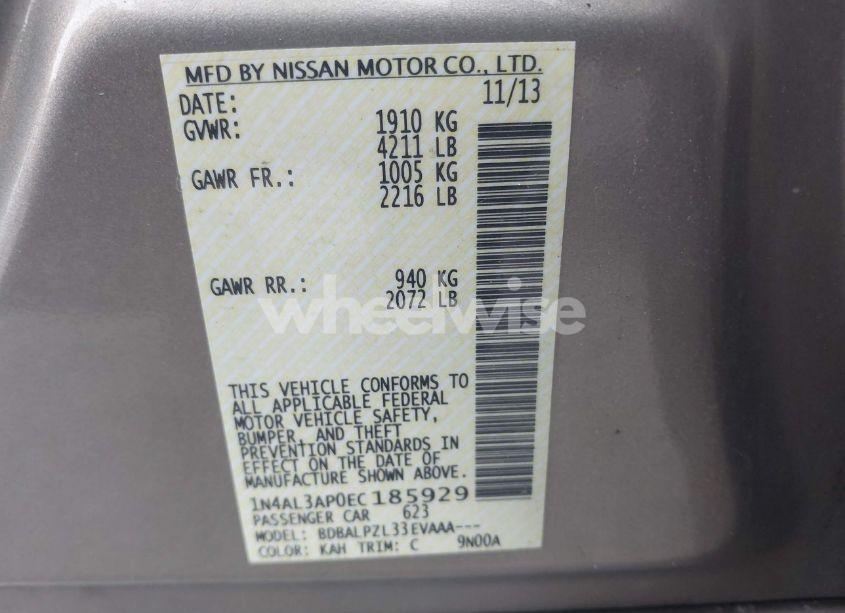 MFD BY NISSAN MOTOR CO., LTD.
DATE: 11/13
GVWR: 1910 KG
4211 LB
GAWR FR.: 1005 KG
2216 LB
GAWR RR.: 940 KG
2072 LB
wheelwise
THIS VEHICLE CONFORMS TO
ALL APPLICABLE FEDERAL
MOTOR VEHICLE SAFETY,
BUMPER, AND THEFT
PREVENTION STANDARDS IN
EFFECT ON THE DATE OF
MANUFACTURE SHOWN ABOVE.
1N4AL3AP0EC185929
PASSENGER CAR 623
MODEL: BDBALPZL33EVAAA---
COLOR: KAH TRIM: C 9N00A